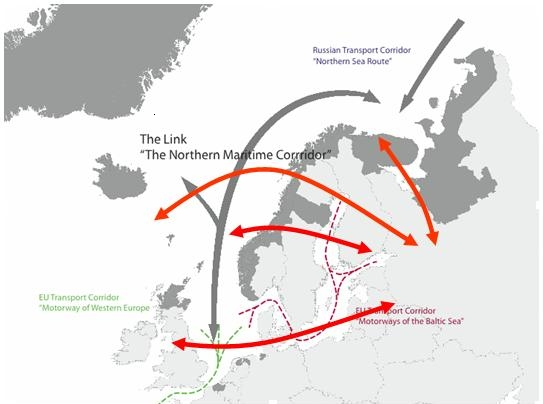 Russian Transport Corridor
"Northern Sea Route"
The Link
"The Northern Maritime Corrridor"
EU Transport Corridor
"Motorway of Western Europe
EU Transport Corridor
"Motorways of the Baltic Sea"